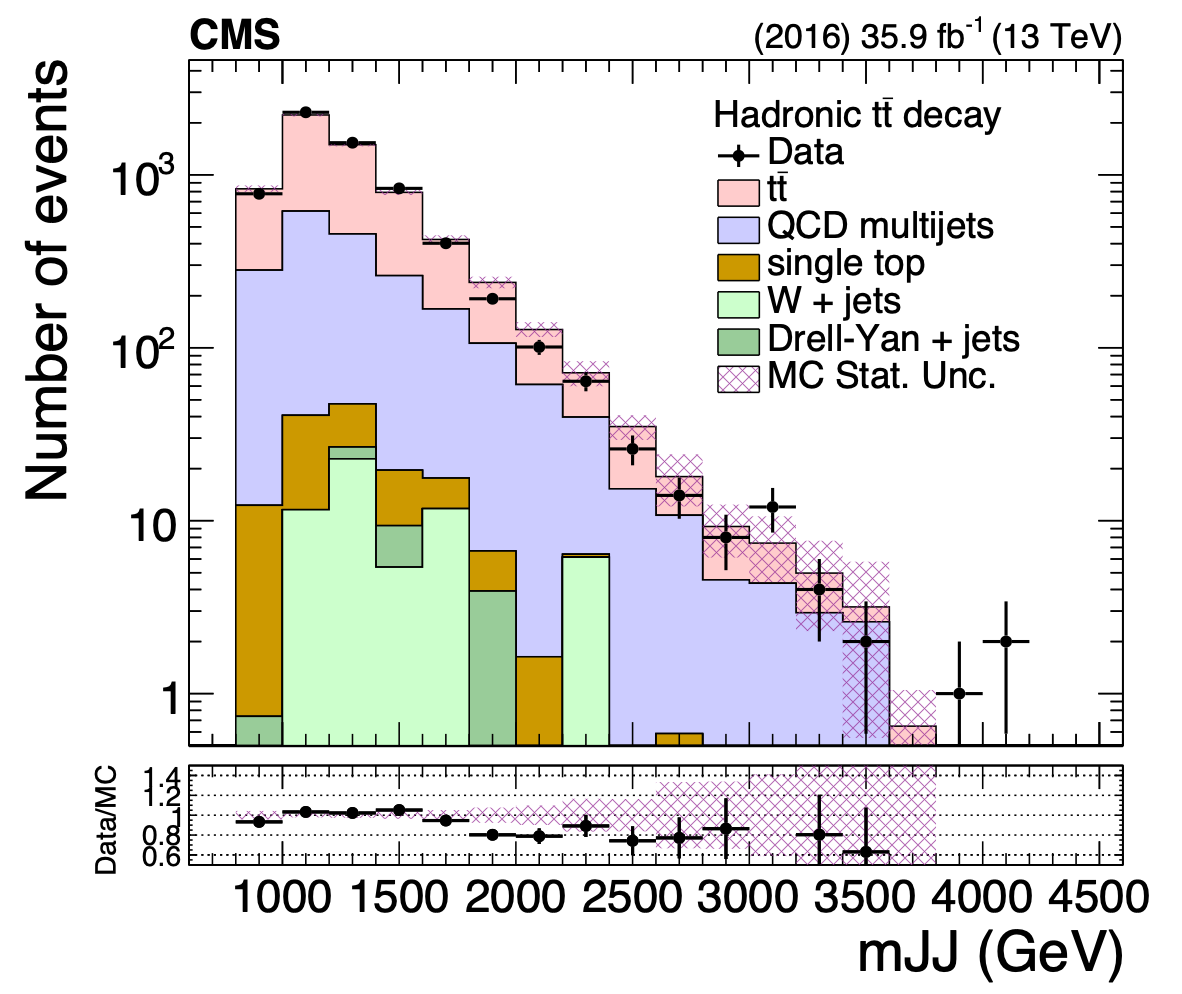 CMS (2016) 35.9 fb⁻¹ (13 TeV)
Number of events
10³
10²
10
1
Hadronic tt̄ decay
Data
tt̄
QCD multijets
single top
W + jets
Drell-Yan + jets
MC Stat. Unc.
Data/MC
1.4
1.2
1
0.8
0.6
1000 1500 2000 2500 3000 3500 4000 4500
mJJ (GeV)